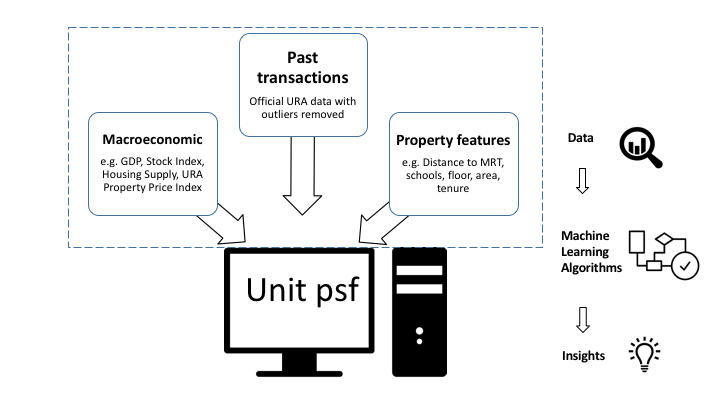 Past
transactions
Official URA data with
outliers removed
Macroeconomic
e.g. GDP, Stock Index,
Housing Supply, URA
Property Price Index
Property features
e.g. Distance to MRT,
schools, floor, area,
tenure
Unit psf
Data
Machine
Learning
Algorithms
Insights